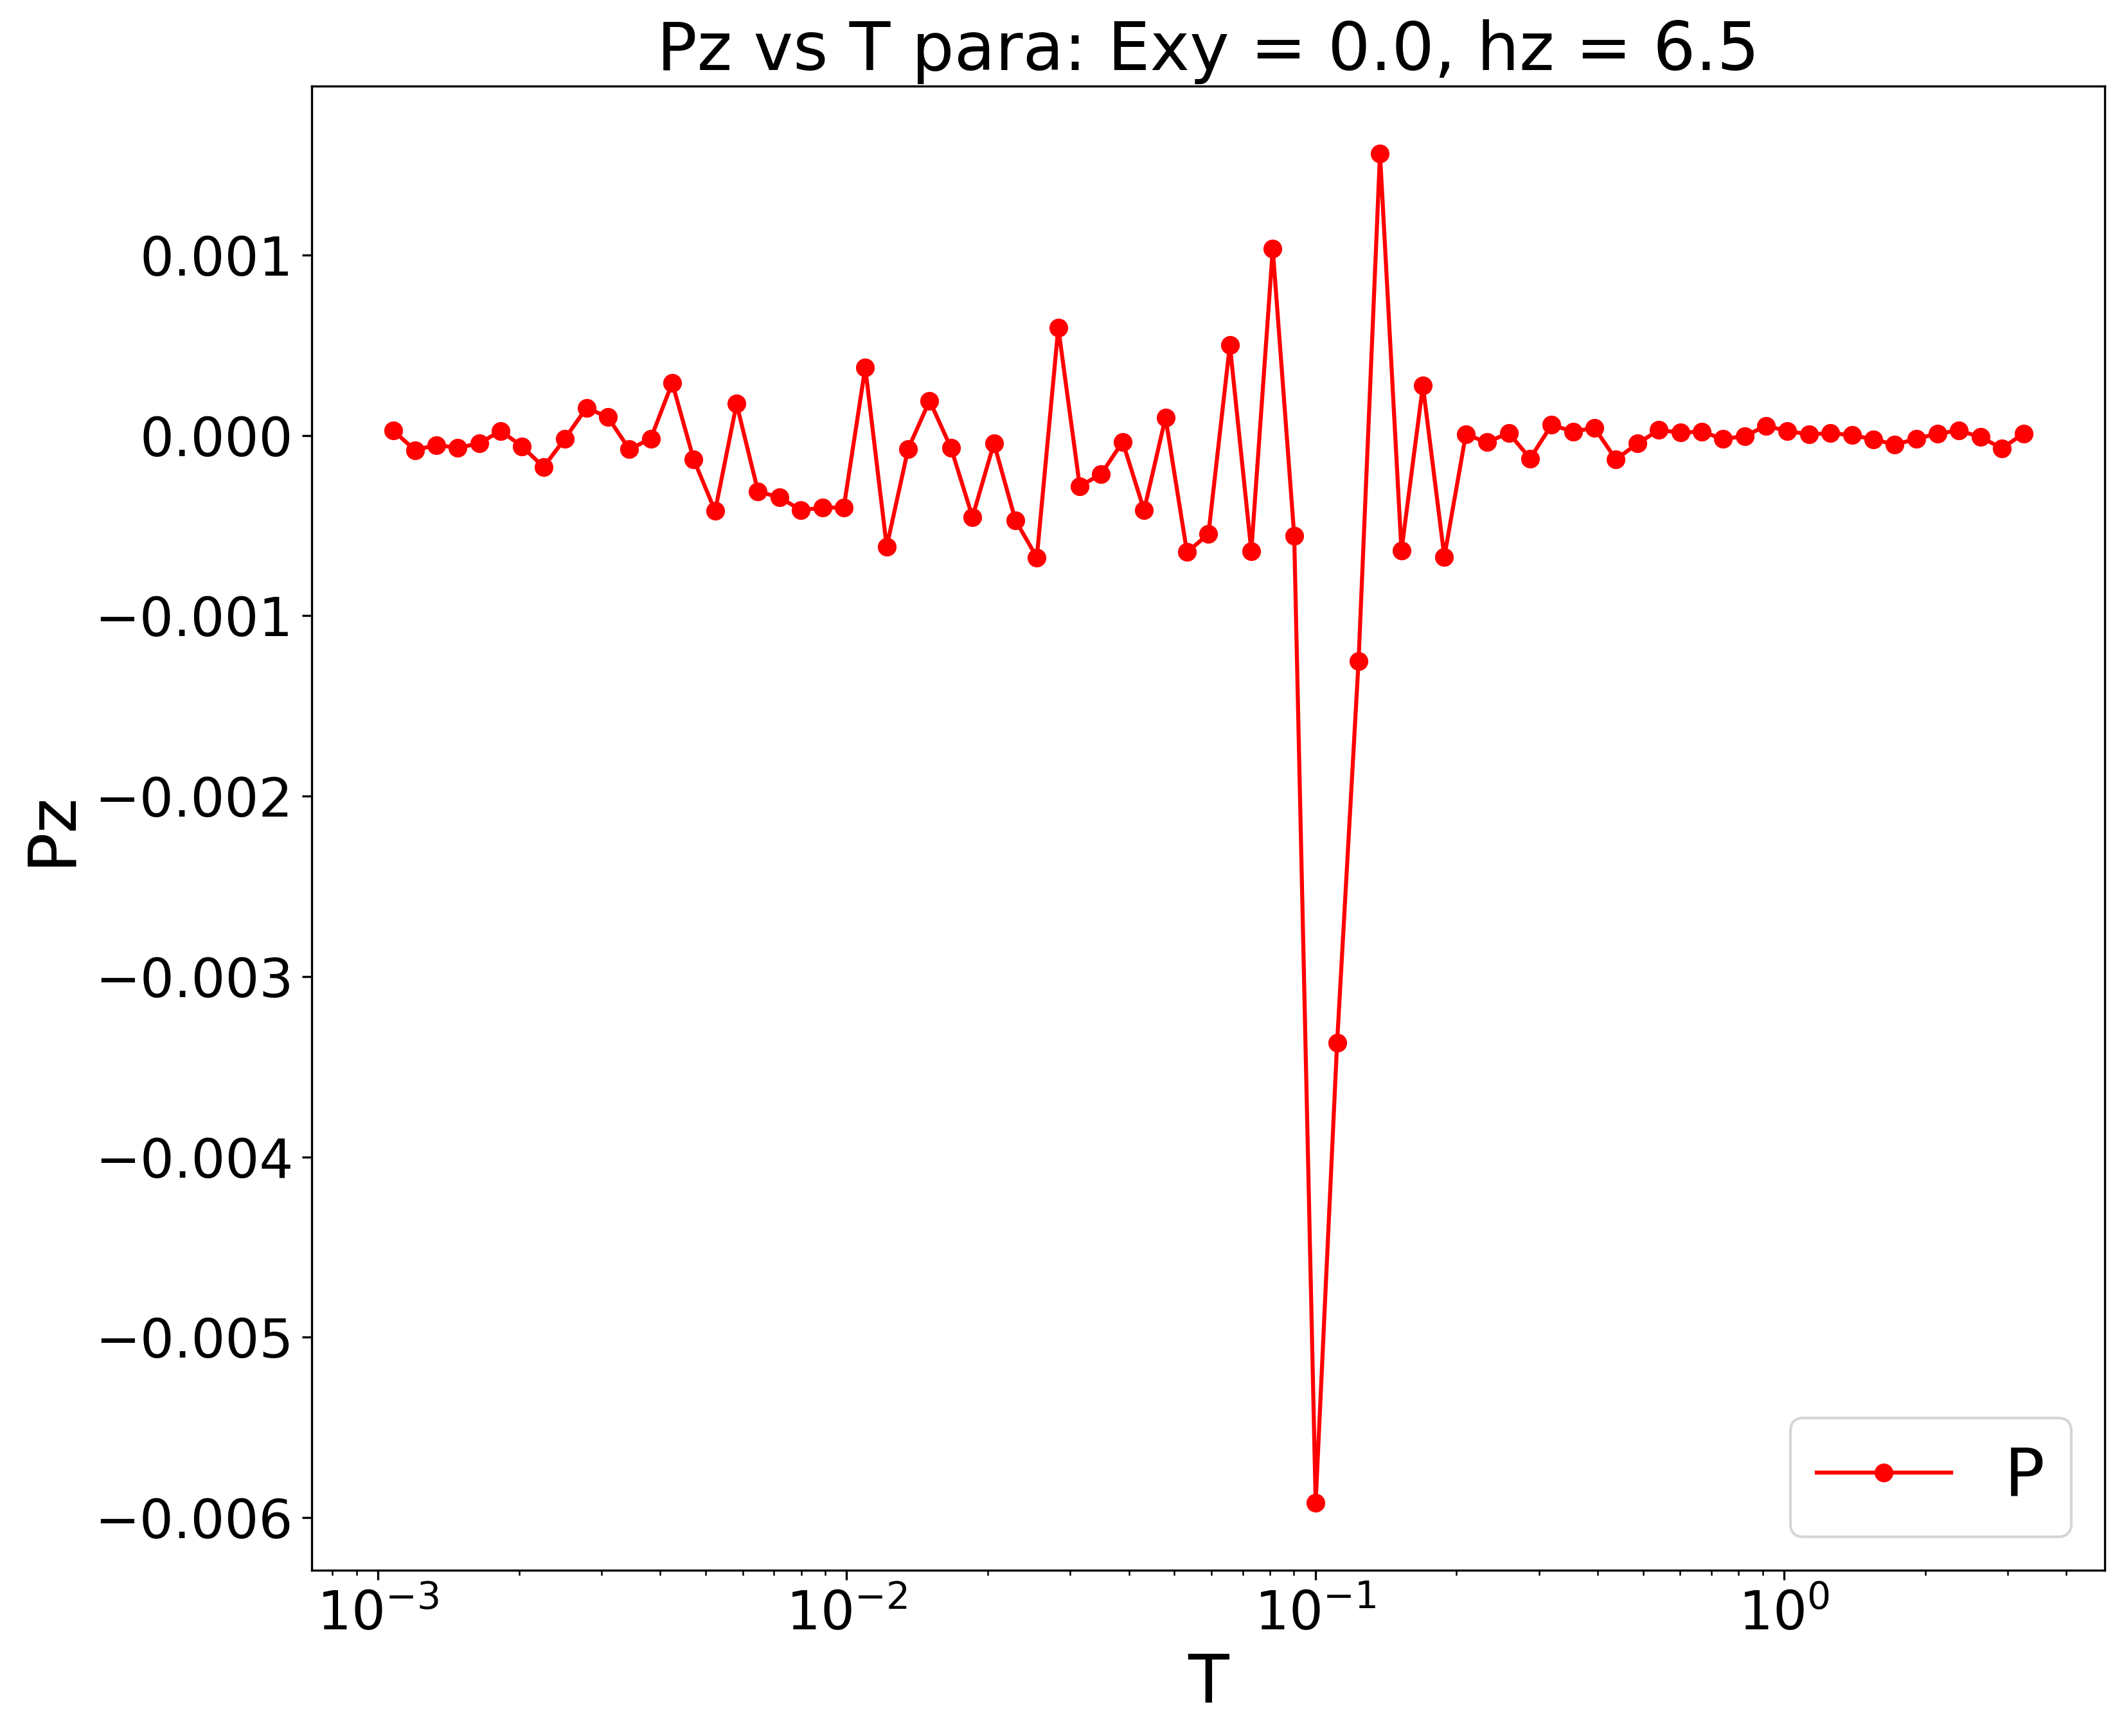 Pz vs T para: Exy = 0.0, hz = 6.5
0.001
0.000
−0.001
−0.002
−0.003
−0.004
−0.005
−0.006
Pz
10⁻³ 10⁻² 10⁻¹ 10⁰
T
P